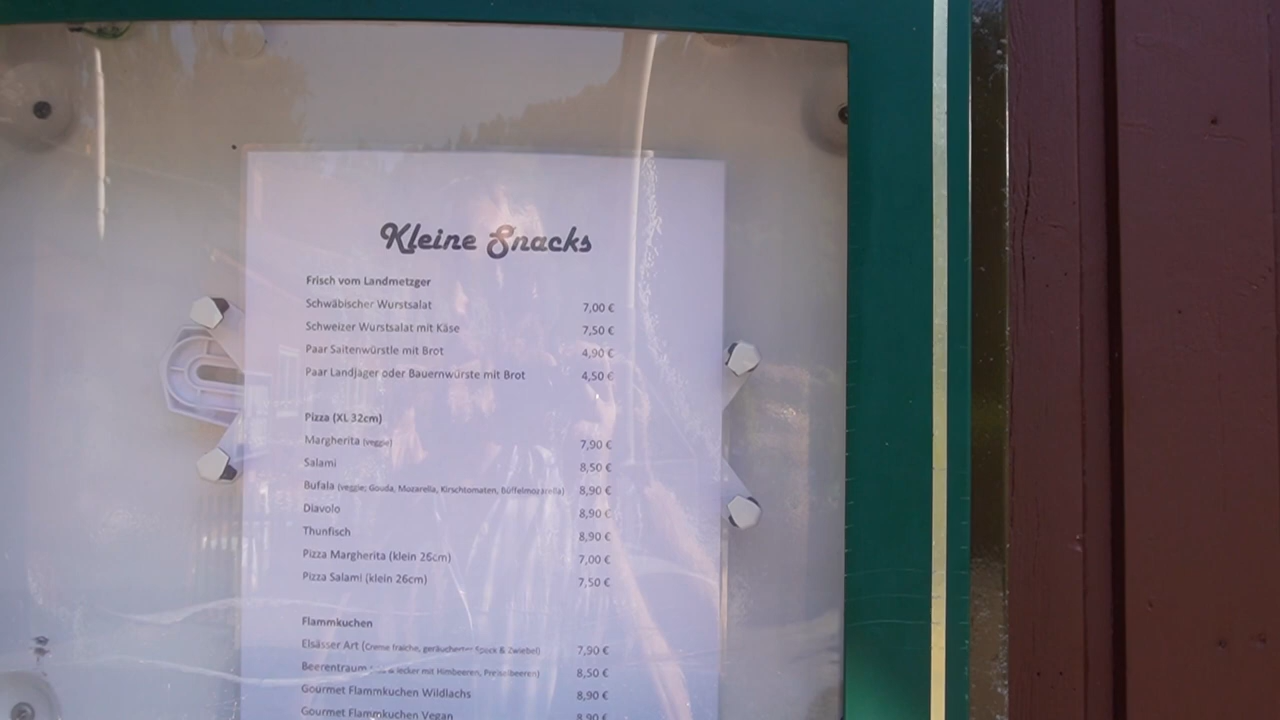 Kleine Snacks
Frisch vom Landmetzger
Schwäbischer Wurstsalat 7,00 €
Schweizer Wurstsalat mit Käse 7,50 €
Paar Saitenwürstle mit Brot 4,90 €
Paar Landjäger oder Bauernwürste mit Brot 4,50 €
Pizza (XL 32cm)
Margherita (veggie) 7,90 €
Salami 8,50 €
Bufala (veggie; Gouda, Mozarella, Kirschtomaten, Büffelmozarella) 8,90 €
Diavolo 8,90 €
Thunfisch 8,90 €
Pizza Margherita (klein 26cm) 7,00 €
Pizza Salami (klein 26cm) 7,50 €
Flammkuchen
Elsässer Art (Creme fraiche, geräucherter Speck & Zwiebel) 7,90 €
Beerentraum lecker mit Himbeeren, Preiselbeeren) 8,50 €
Gourmet Flammkuchen Wildlachs 8,90 €
Gourmet Flammkuchen Vegan 8,90 €